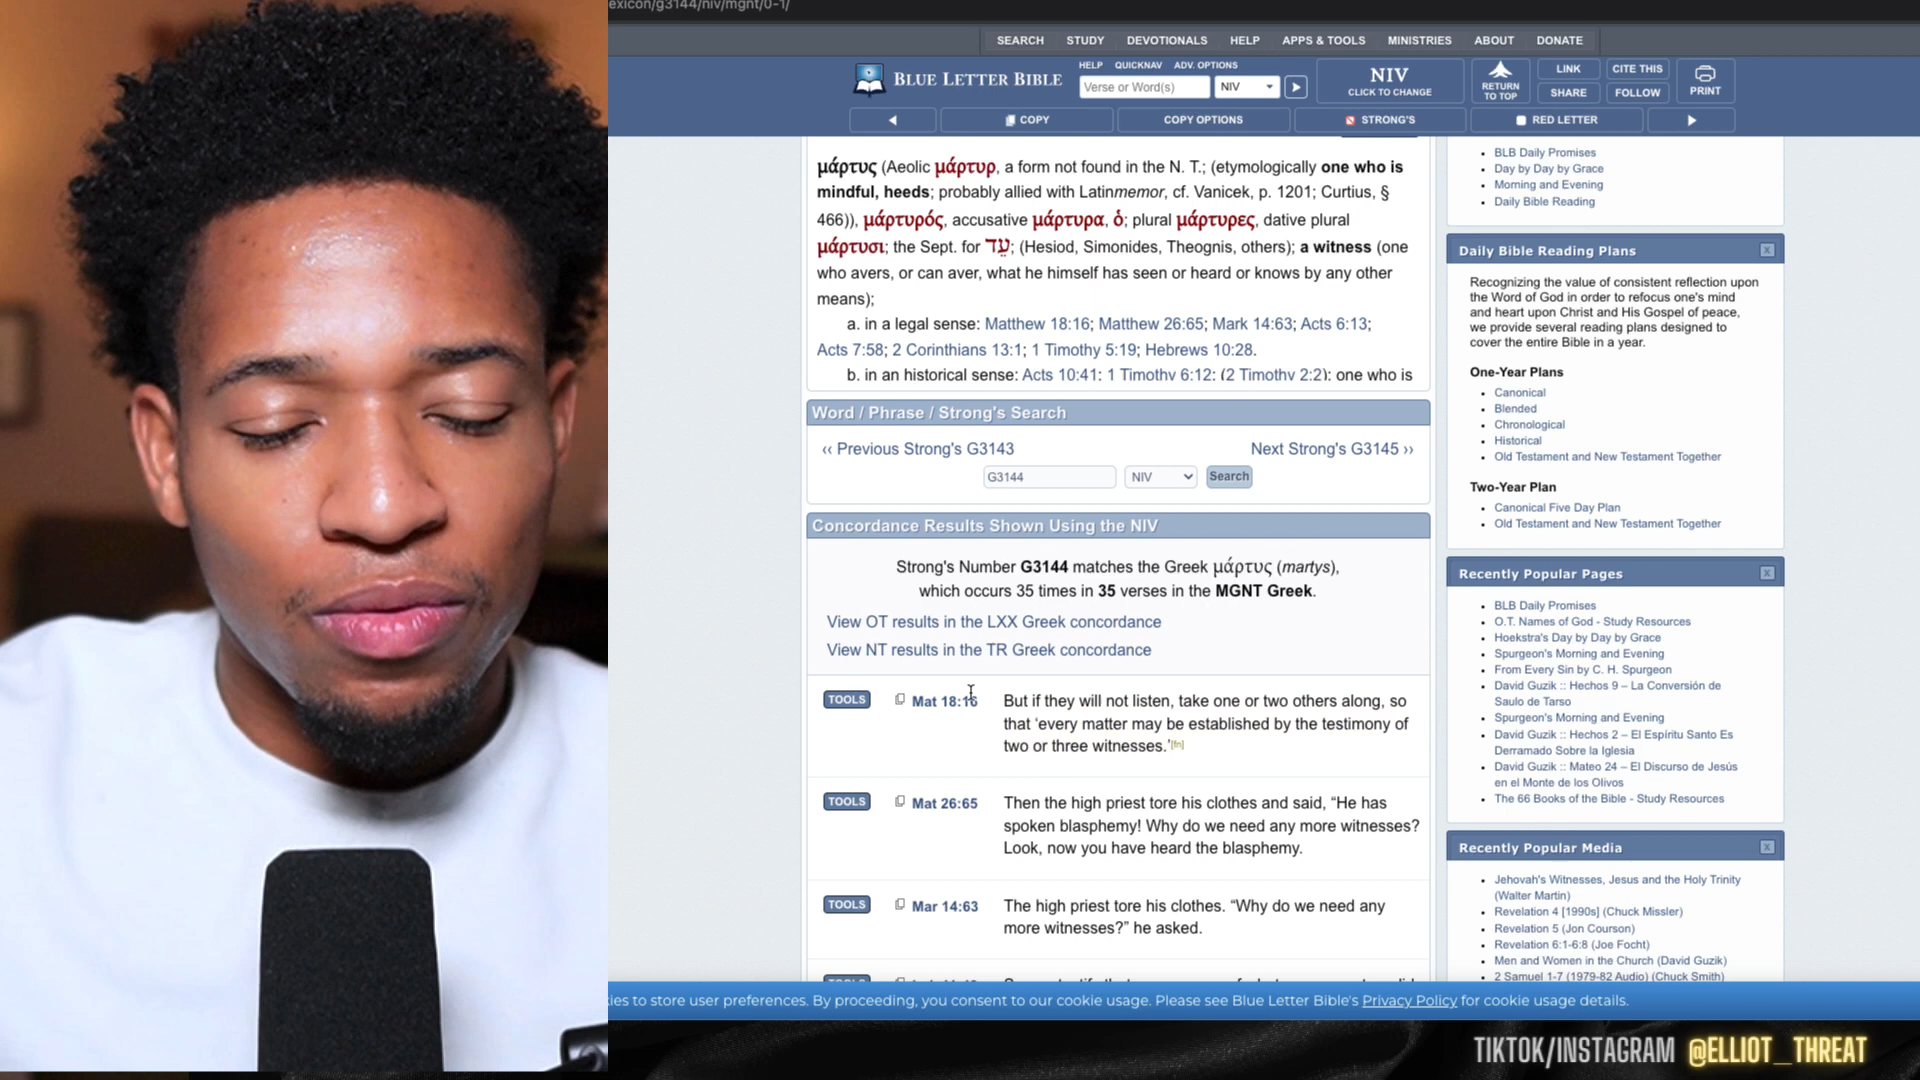 exicon/g3144/niv/mgnt/0-1/
SEARCH STUDY DEVOTIONALS HELP APPS & TOOLS MINISTRIES ABOUT DONATE
BLUE LETTER BIBLE
HELP QUICKNAV ADV. OPTIONS
Verse or Word(s) NIV
NIV
CLICK TO CHANGE
RETURN
TO TOP
LINK
SHARE
CITE THIS
FOLLOW
PRINT
COPY COPY OPTIONS STRONG'S RED LETTER
μάρτυς (Aeolic μάρτυρ, a form not found in the N. T.; (etymologically one who is
mindful, heeds; probably allied with Latinmemor, cf. Vanicek, p. 1201; Curtius, §
466)), μάρτυρός, accusative μάρτυρα, ὁ; plural μάρτυρες, dative plural
μάρτυσι; the Sept. for עֵד; (Hesiod, Simonides, Theognis, others); a witness (one
who avers, or can aver, what he himself has seen or heard or knows by any other
means);
a. in a legal sense: Matthew 18:16; Matthew 26:65; Mark 14:63; Acts 6:13;
Acts 7:58; 2 Corinthians 13:1; 1 Timothy 5:19; Hebrews 10:28.
b. in an historical sense: Acts 10:41; 1 Timothy 6:12; (2 Timothy 2:2); one who is
Word / Phrase / Strong's Search
‹‹ Previous Strong's G3143
Next Strong's G3145 ››
G3144 NIV Search
Concordance Results Shown Using the NIV
Strong's Number G3144 matches the Greek μάρτυς (martys),
which occurs 35 times in 35 verses in the MGNT Greek.
View OT results in the LXX Greek concordance
View NT results in the TR Greek concordance
TOOLS Mat 18:16 But if they will not listen, take one or two others along, so
that ‘every matter may be established by the testimony of
two or three witnesses.’[fn]
TOOLS Mat 26:65 Then the high priest tore his clothes and said, “He has
spoken blasphemy! Why do we need any more witnesses?
Look, now you have heard the blasphemy.
TOOLS Mar 14:63 The high priest tore his clothes. “Why do we need any
more witnesses?” he asked.
BLB Daily Promises
Day by Day by Grace
Morning and Evening
Daily Bible Reading
Daily Bible Reading Plans
Recognizing the value of consistent reflection upon
the Word of God in order to refocus one's mind
and heart upon Christ and His Gospel of peace,
we provide several reading plans designed to
cover the entire Bible in a year.
One-Year Plans
Canonical
Blended
Chronological
Historical
Old Testament and New Testament Together
Two-Year Plan
Canonical Five Day Plan
Old Testament and New Testament Together
Recently Popular Pages
BLB Daily Promises
O.T. Names of God - Study Resources
Hoekstra's Day by Day by Grace
Spurgeon's Morning and Evening
From Every Sin by C. H. Spurgeon
David Guzik :: Hechos 9 – La Conversión de
Saulo de Tarso
Spurgeon's Morning and Evening
David Guzik :: Hechos 2 – El Espíritu Santo Es
Derramado Sobre la Iglesia
David Guzik :: Mateo 24 – El Discurso de Jesús
en el Monte de los Olivos
The 66 Books of the Bible - Study Resources
Recently Popular Media
Jehovah's Witnesses, Jesus and the Holy Trinity
(Walter Martin)
Revelation 4 [1990s] (Chuck Missler)
Revelation 5 (Jon Courson)
Revelation 6:1-6:8 (Joe Focht)
Men and Women in the Church (David Guzik)
2 Samuel 1-7 (1979-82 Audio) (Chuck Smith)
ies to store user preferences. By proceeding, you consent to our cookie usage. Please see Blue Letter Bible's Privacy Policy for cookie usage details.
TIKTOK/INSTAGRAM @ELLIOT_THREAT